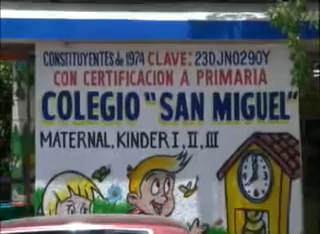 CONSTITUYENTES de 1974 CLAVE: 23DJN0290Y
CON CERTIFICACION A PRIMARIA
COLEGIO "SAN MIGUEL"
MATERNAL, KINDER I, II, III